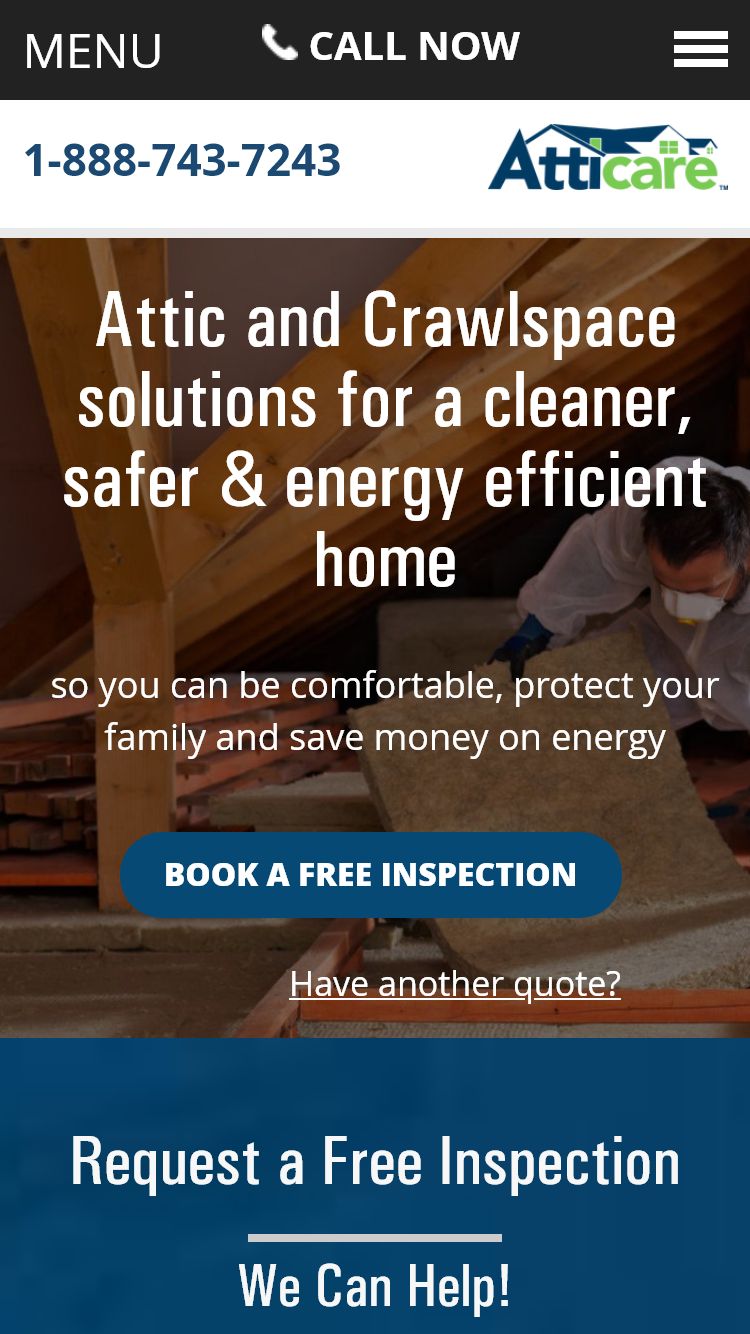 MENU
CALL NOW
1-888-743-7243
Atticare™
Attic and Crawlspace
solutions for a cleaner,
safer & energy efficient
home
so you can be comfortable, protect your
family and save money on energy
BOOK A FREE INSPECTION
Have another quote?
Request a Free Inspection
We Can Help!